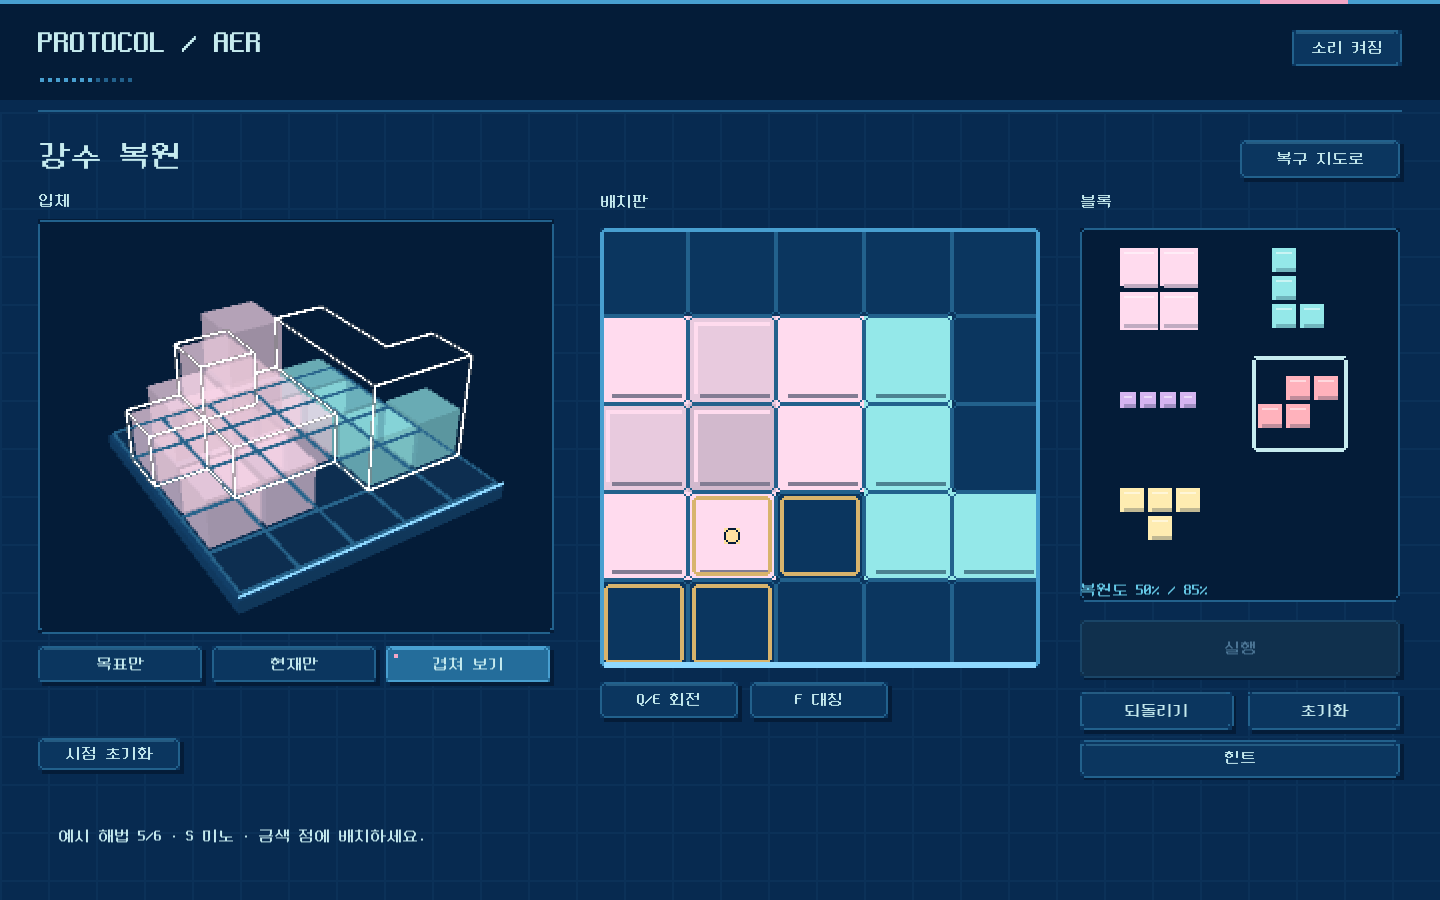 PROTOCOL / AER
소리 켜짐
강수 복원
복구 지도로
입체
배치판
블록
복원도 50% / 85%
목표만
현재만
겹쳐 보기
실행
Q/E 회전
F 대칭
되돌리기
초기화
시점 초기화
힌트
예시 해법 5/6 · S 미노 · 금색 점에 배치하세요.